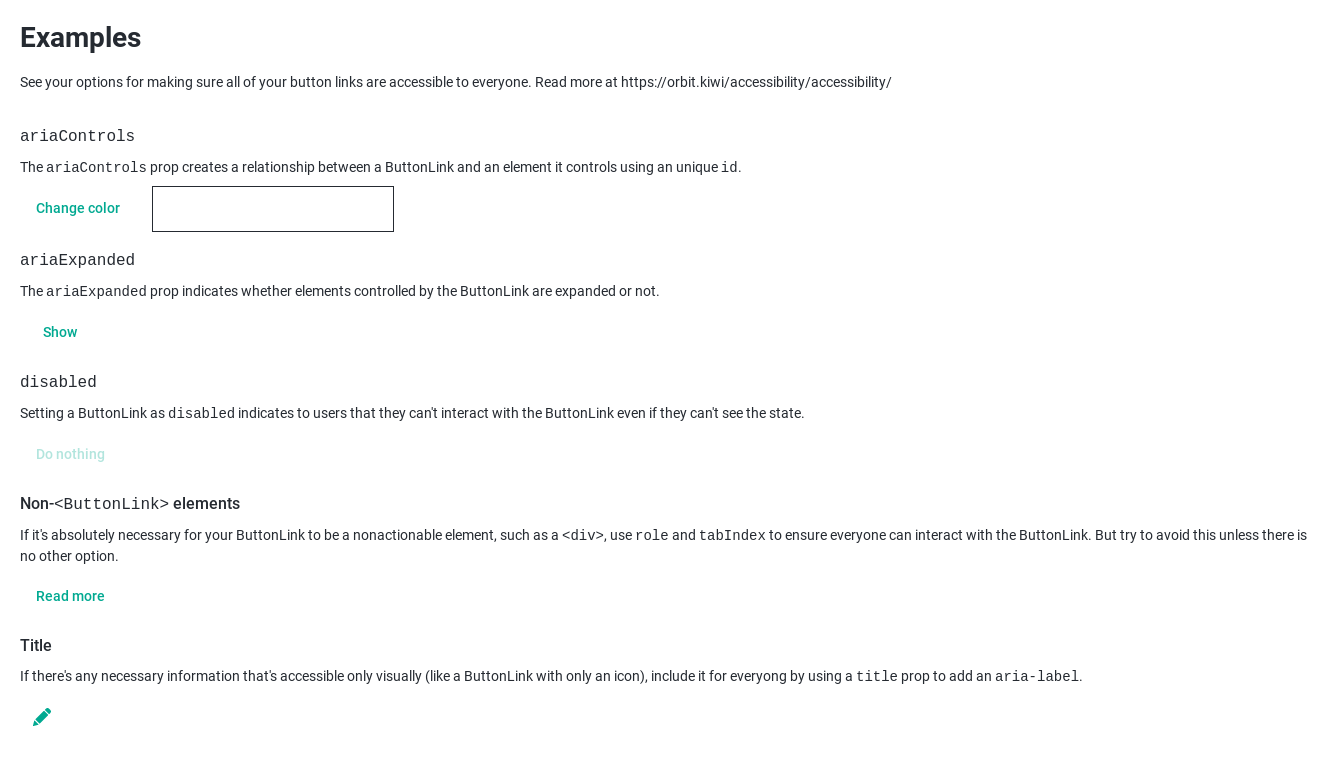 Examples
See your options for making sure all of your button links are accessible to everyone. Read more at https://orbit.kiwi/accessibility/accessibility/
ariaControls
The ariaControls prop creates a relationship between a ButtonLink and an element it controls using an unique id.
Change color
ariaExpanded
The ariaExpanded prop indicates whether elements controlled by the ButtonLink are expanded or not.
Show
disabled
Setting a ButtonLink as disabled indicates to users that they can't interact with the ButtonLink even if they can't see the state.
Do nothing
Non-<ButtonLink> elements
If it's absolutely necessary for your ButtonLink to be a nonactionable element, such as a <div>, use role and tabIndex to ensure everyone can interact with the ButtonLink. But try to avoid this unless there is
no other option.
Read more
Title
If there's any necessary information that's accessible only visually (like a ButtonLink with only an icon), include it for everyong by using a title prop to add an aria-label.